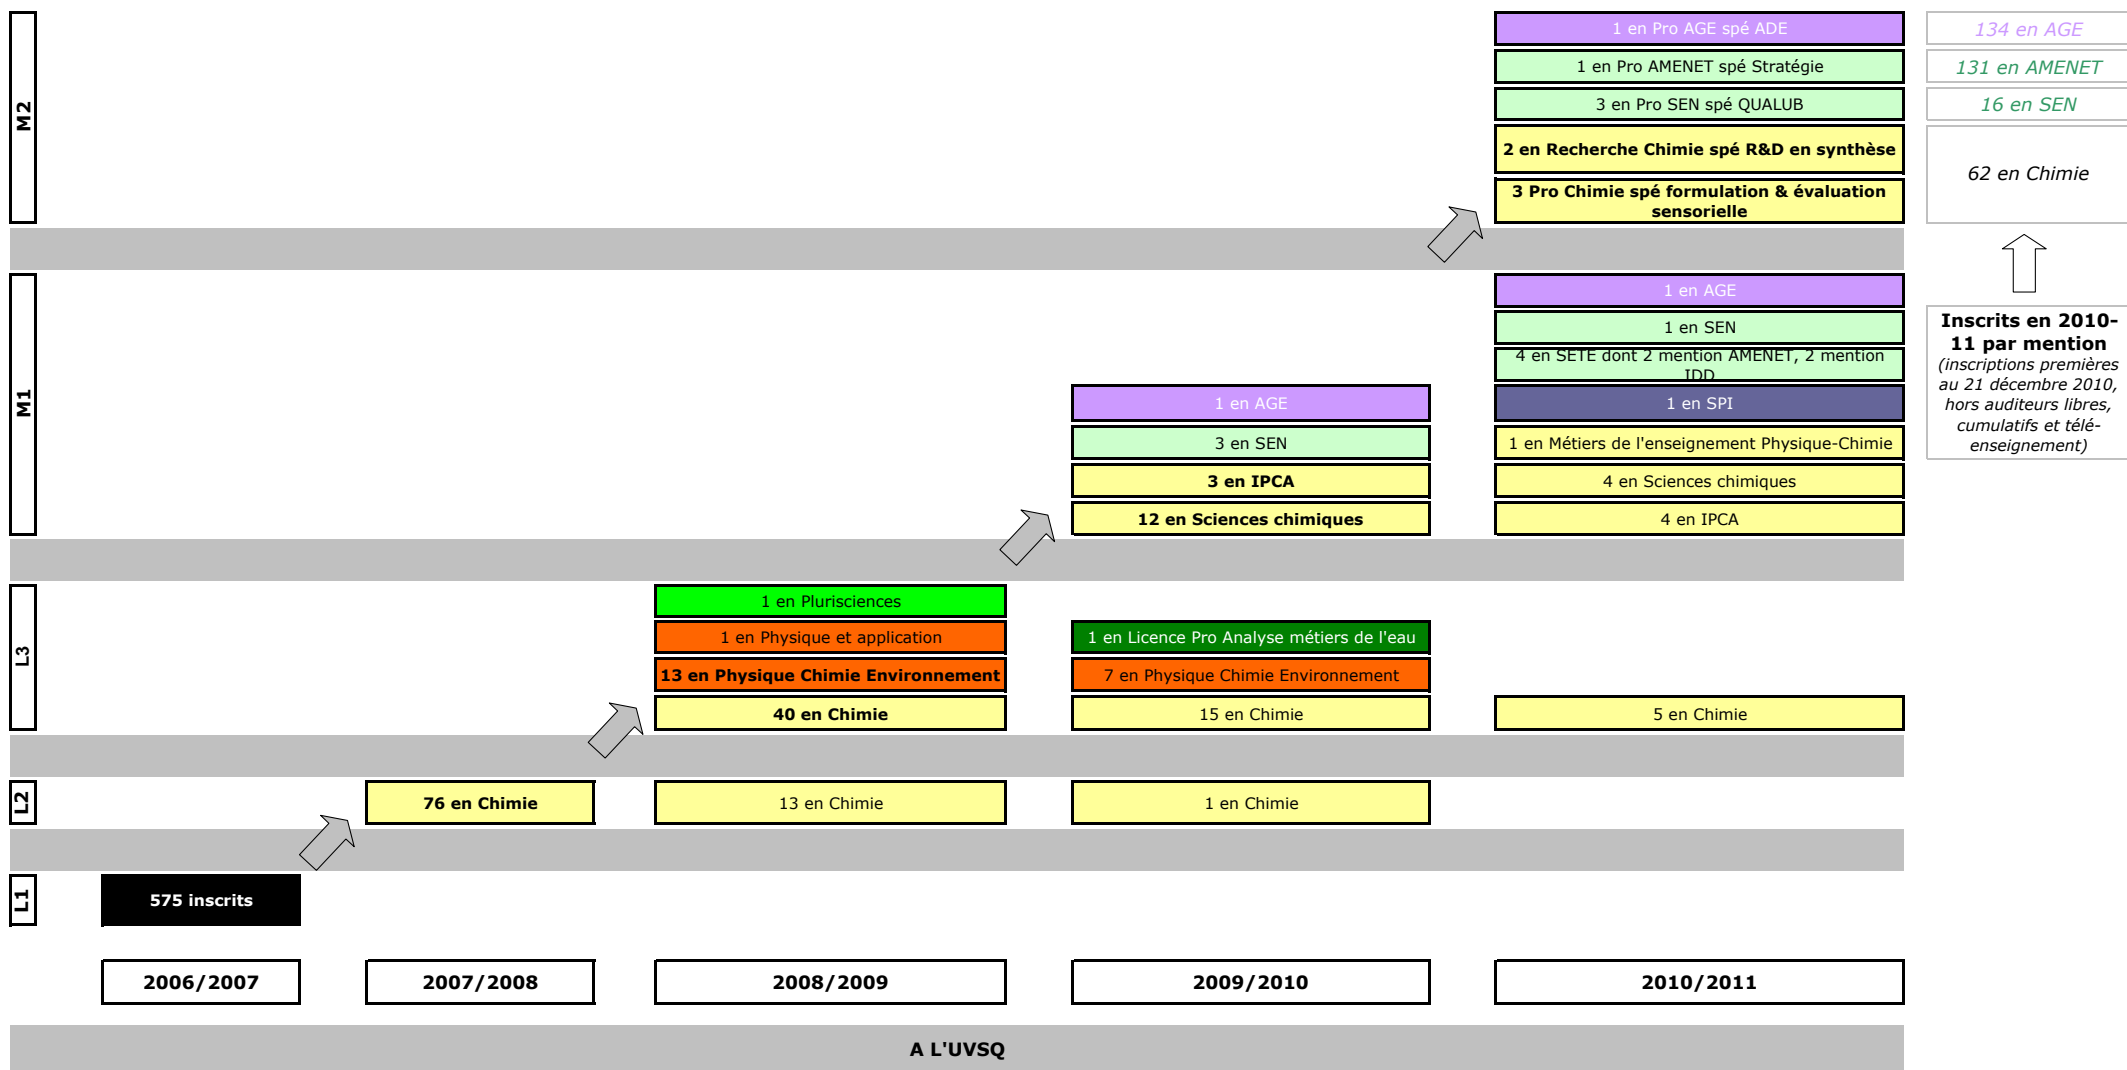 M2
1 en Pro AGE spé ADE
134 en AGE
1 en Pro AMENET spé Stratégie
131 en AMENET
3 en Pro SEN spé QUALUB
16 en SEN
2 en Recherche Chimie spé R&D en synthèse
3 Pro Chimie spé formulation & évaluation
sensorielle
62 en Chimie
M1
1 en AGE
1 en SEN
4 en SETE dont 2 mention AMENET, 2 mention
IDD
1 en AGE
1 en SPI
3 en SEN
1 en Métiers de l'enseignement Physique-Chimie
3 en IPCA
4 en Sciences chimiques
12 en Sciences chimiques
4 en IPCA
Inscrits en 2010-
11 par mention
(inscriptions premières
au 21 décembre 2010,
hors auditeurs libres,
cumulatifs et télé-
enseignement)
L3
1 en Plurisciences
1 en Physique et application
1 en Licence Pro Analyse métiers de l'eau
13 en Physique Chimie Environnement
7 en Physique Chimie Environnement
40 en Chimie
15 en Chimie
5 en Chimie
L2
76 en Chimie
13 en Chimie
1 en Chimie
L1
575 inscrits
2006/2007
2007/2008
2008/2009
2009/2010
2010/2011
A L'UVSQ